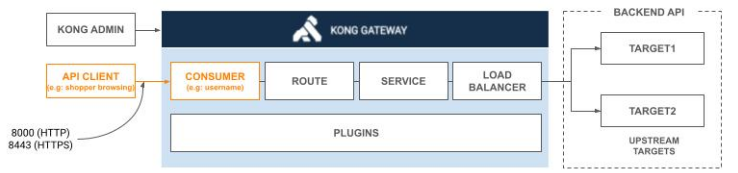 BACKEND API
KONG ADMIN
KONG GATEWAY
API CLIENT
(e.g: shopper browsing)
CONSUMER
(e.g: username)
ROUTE
SERVICE
LOAD
BALANCER
TARGET1
TARGET2
8000 (HTTP)
8443 (HTTPS)
PLUGINS
UPSTREAM
TARGETS